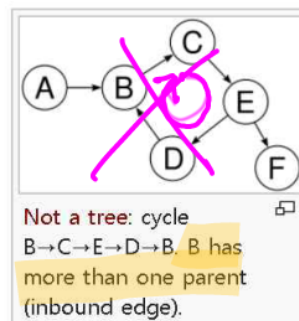 A
B
C
E
D
F
Not a tree: cycle
B→C→E→D→B. B has
more than one parent
(inbound edge).